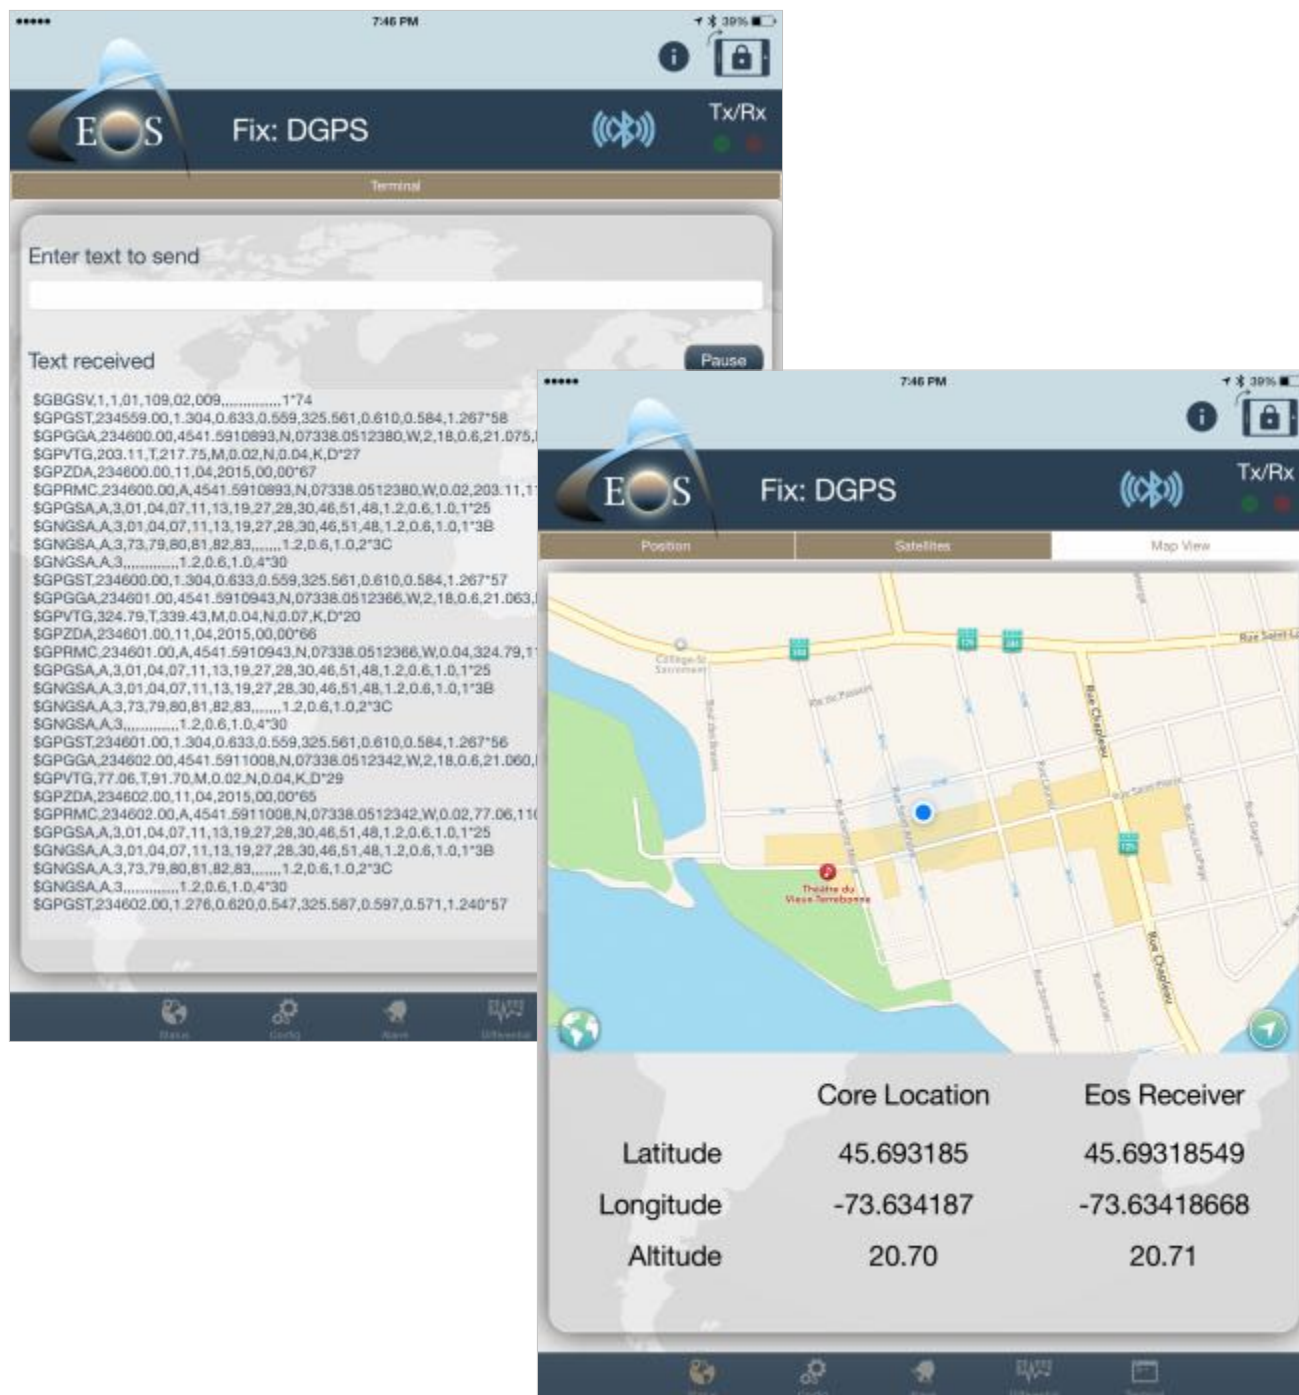 7:46 PM
39%
EOS
Fix: DGPS
Tx/Rx
Terminal
Enter text to send
Text received
Pause
$GBGSV,1,1,01,109,02,009,,,,,,,,,,,,,1*74
$GPGST,234559.00,1.304,0.633,0.559,325.561,0.610,0.584,1.267*58
$GPGGA,234600.00,4541.5910893,N,07338.0512380,W,2,18,0.6,21.075,
$GPVTG,203.11,T,217.75,M,0.02,N,0.04,K,D*27
$GPZDA,234600.00,11,04,2015,00,00*67
$GPRMC,234600.00,A,4541.5910893,N,07338.0512380,W,0.02,203.11,11
$GPGSA,A,3,01,04,07,11,13,19,27,28,30,46,51,48,1.2,0.6,1.0,1*25
$GNGSA,A,3,01,04,07,11,13,19,27,28,30,46,51,48,1.2,0.6,1.0,1*3B
$GNGSA,A,3,73,79,80,81,82,83,,,,,,,1.2,0.6,1.0,2*3C
$GNGSA,A,3,,,,,,,,,,,,,1.2,0.6,1.0,4*30
$GPGST,234600.00,1.304,0.633,0.559,325.561,0.610,0.584,1.267*57
$GPGGA,234601.00,4541.5910943,N,07338.0512366,W,2,18,0.6,21.063,
$GPVTG,324.79,T,339.43,M,0.04,N,0.07,K,D*20
$GPZDA,234601.00,11,04,2015,00,00*66
$GPRMC,234601.00,A,4541.5910943,N,07338.0512366,W,0.04,324.79,11
$GPGSA,A,3,01,04,07,11,13,19,27,28,30,46,51,48,1.2,0.6,1.0,1*25
$GNGSA,A,3,01,04,07,11,13,19,27,28,30,46,51,48,1.2,0.6,1.0,1*3B
$GNGSA,A,3,73,79,80,81,82,83,,,,,,,1.2,0.6,1.0,2*3C
$GNGSA,A,3,,,,,,,,,,,,,1.2,0.6,1.0,4*30
$GPGST,234601.00,1.304,0.633,0.559,325.561,0.610,0.584,1.267*56
$GPGGA,234602.00,4541.5911008,N,07338.0512342,W,2,18,0.6,21.060,
$GPVTG,77.06,T,91.70,M,0.02,N,0.04,K,D*29
$GPZDA,234602.00,11,04,2015,00,00*65
$GPRMC,234602.00,A,4541.5911008,N,07338.0512342,W,0.02,77.06,110
$GPGSA,A,3,01,04,07,11,13,19,27,28,30,46,51,48,1.2,0.6,1.0,1*25
$GNGSA,A,3,01,04,07,11,13,19,27,28,30,46,51,48,1.2,0.6,1.0,1*3B
$GNGSA,A,3,73,79,80,81,82,83,,,,,,,1.2,0.6,1.0,2*3C
$GNGSA,A,3,,,,,,,,,,,,,1.2,0.6,1.0,4*30
$GPGST,234602.00,1.276,0.620,0.547,325.587,0.597,0.571,1.240*57
Status Config Alarm Differential
7:46 PM
39%
EOS
Fix: DGPS
Tx/Rx
Position Satellites Map View
Rue Saint-L
Collège St
Sacrement
125
Rue Chapleau
Rue Saint-Pierre
Rue Saint-André
125
Théâtre du
Vieux-Terrebonne
Rue Chapleau
Rue Laurier
Rue Saint-Joseph
Core Location Eos Receiver
Latitude 45.693185 45.69318549
Longitude -73.634187 -73.63418668
Altitude 20.70 20.71